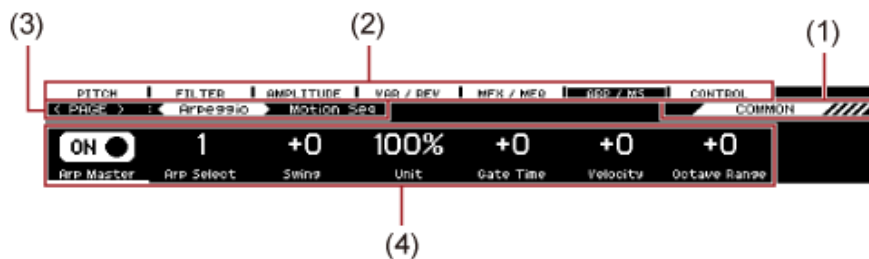 (3) (2) (1)
PITCH FILTER AMPLITUDE VAR / REV MFX / MEQ ARP / MS CONTROL
< PAGE > : Arpeggio Motion Seq COMMON
ON 1 +0 100% +0 +0 +0
Arp Master Arp Select Swing Unit Gate Time Velocity Octave Range
(4)